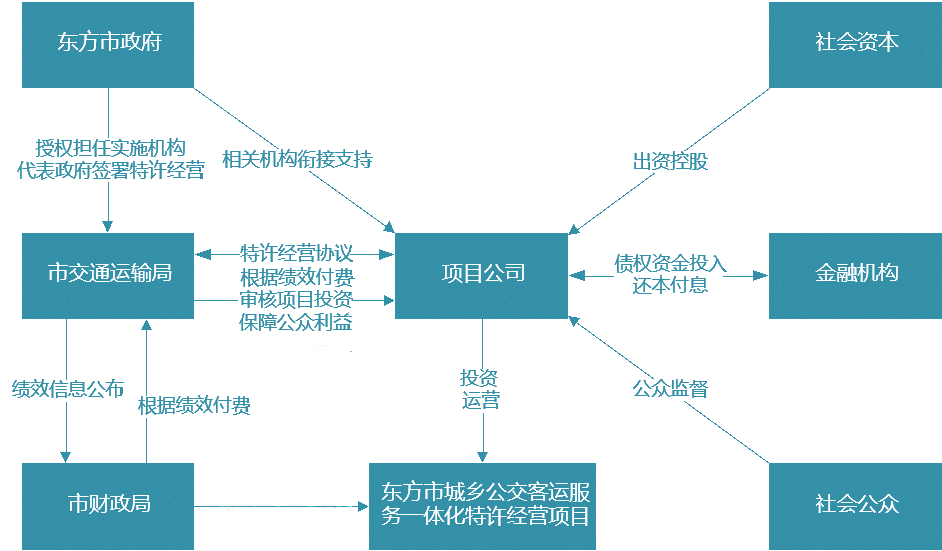 东方市政府
社会资本
授权担任实施机构
代表政府签署特许经营
相关机构衔接支持
出资控股
市交通运输局
特许经营协议
根据绩效付费
审核项目投资
保障公众利益
项目公司
债权资金投入
还本付息
金融机构
绩效信息公布
根据绩效付费
投资
运营
公众监督
市财政局
东方市城乡公交客运服
务一体化特许经营项目
社会公众